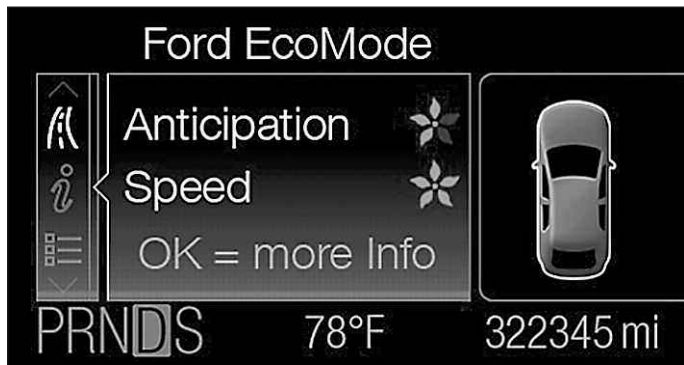 Ford EcoMode
Anticipation
Speed
OK = more Info
PRNDS 78°F 322345 mi